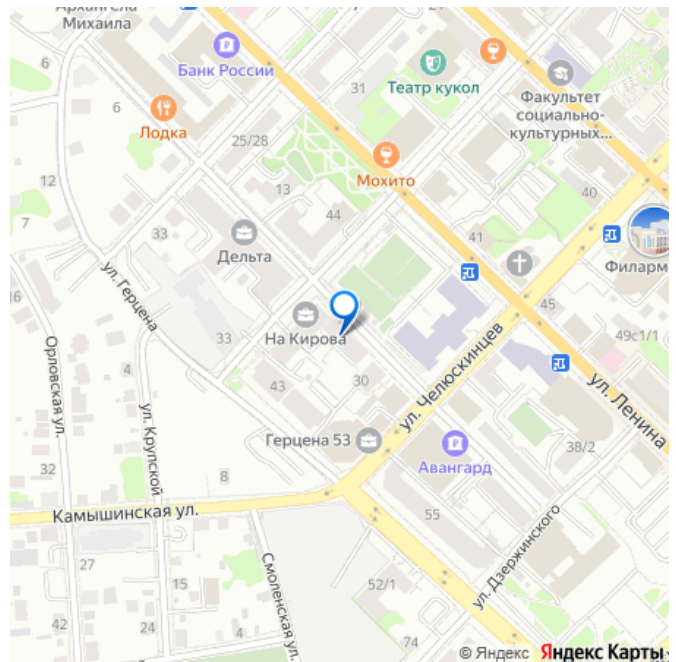 Архангела
Михаила
Банк России
Театр кукол
Факультет
социально-
культурных...
6
31
6
Лодка
25/28
Мохито
12
13
40
7
44
33
41
Дельта
Филарм
ул. Герцена
16
На Кирова
45
33
49с1/1
Орловская ул.
4
ул. Крупской
43
30
ул. Челюскинцев
ул. Ленина
Герцена 53
Авангард
38/2
32
8
Камышинская ул.
55
27
Смоленская ул.
ул. Дзержинского
15
52/1
42
24
4
74
© Яндекс Яндекс Карты